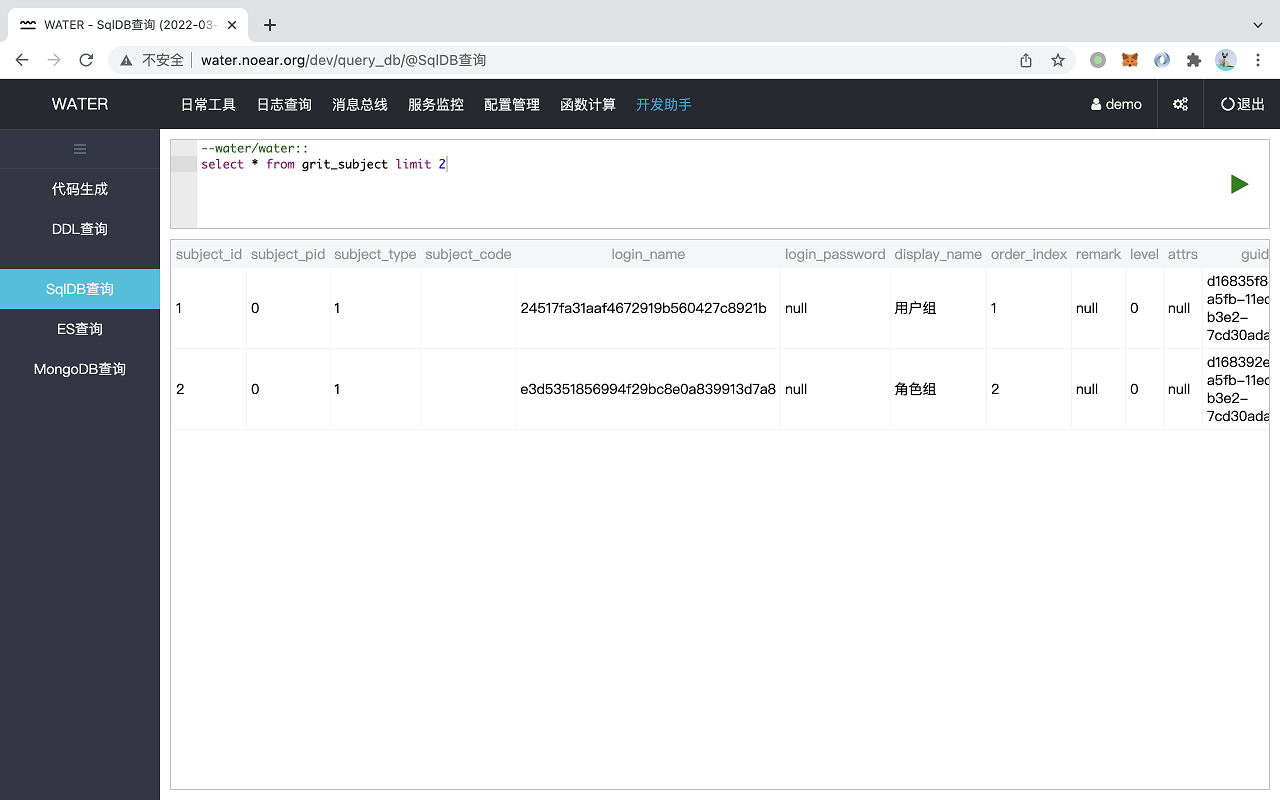 WATER - SqlDB查询 (2022-03-
不安全
water.noear.org/dev/query_db/@SqlDB查询
WATER 日常工具 日志查询 消息总线 服务监控 配置管理 函数计算 开发助手 demo 退出
代码生成
DDL查询
SqlDB查询
ES查询
MongoDB查询
--water/water::
select * from grit_subject limit 2
subject_id subject_pid subject_type subject_code login_name login_password display_name order_index remark level attrs guid
1 0 1 24517fa31aaf4672919b560427c8921b null 用户组 1 null 0 null d16835f8-
a5fb-11ec
b3e2-
7cd30ada
2 0 1 e3d5351856994f29bc8e0a839913d7a8 null 角色组 2 null 0 null d168392e
a5fb-11ec
b3e2-
7cd30ada